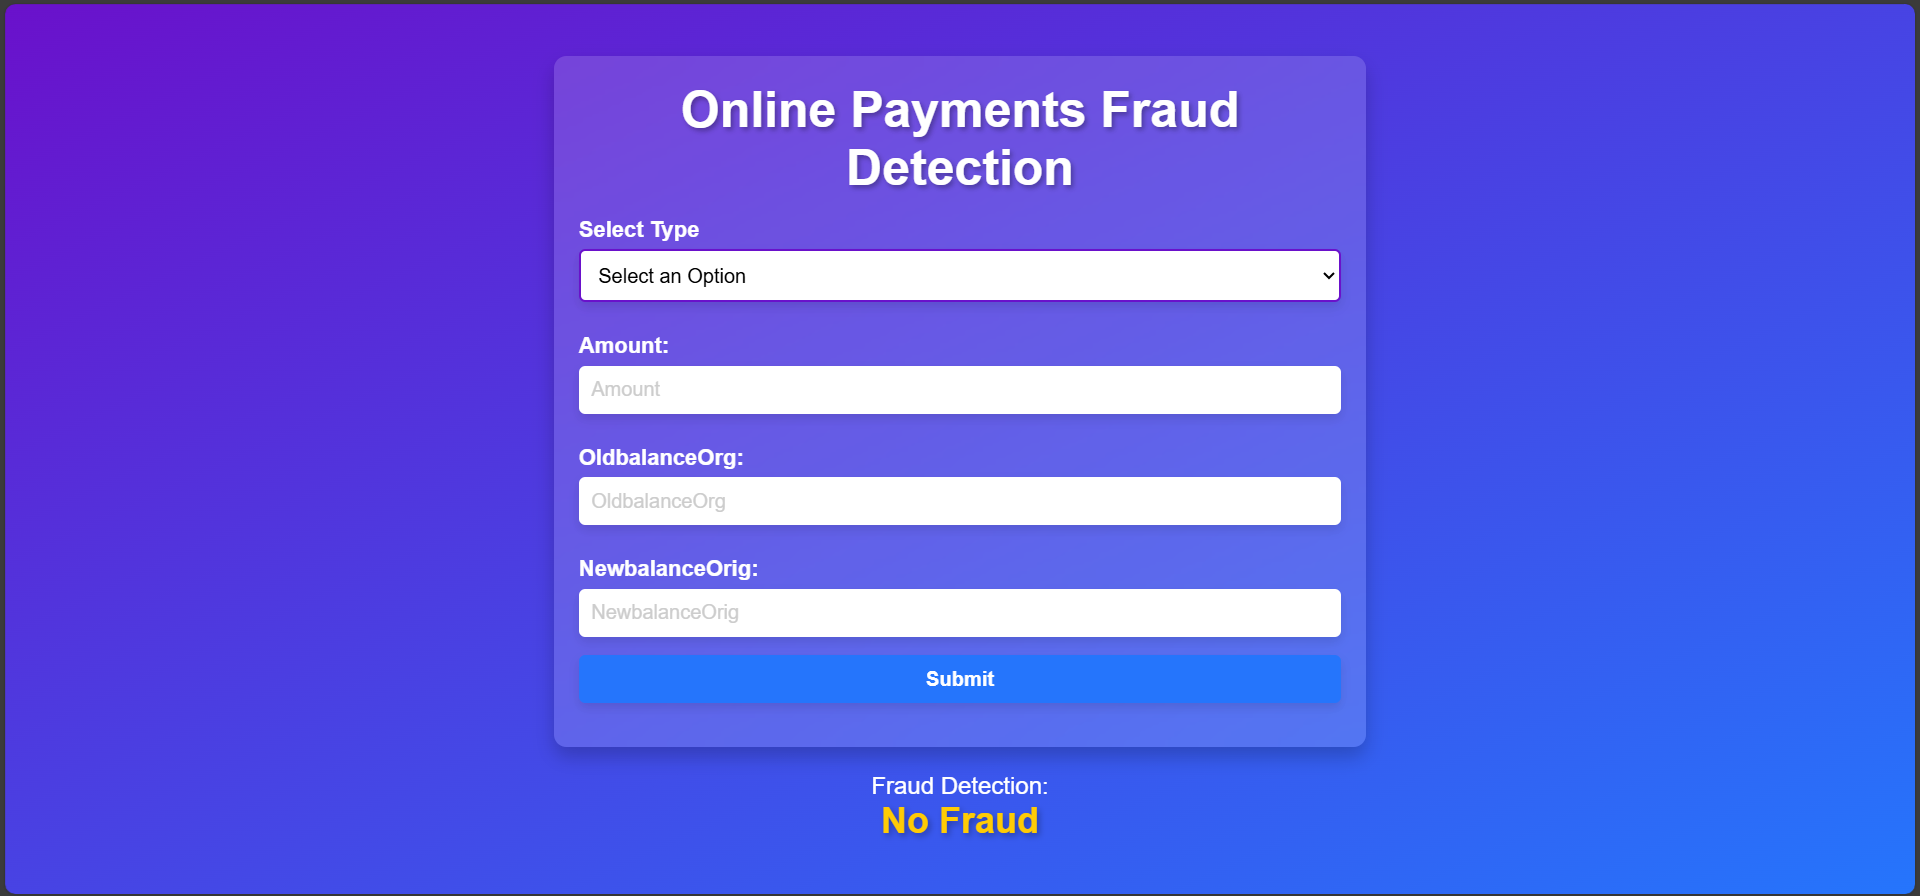 Online Payments Fraud
Detection
Select Type
Select an Option
Amount:
Amount
OldbalanceOrg:
OldbalanceOrg
NewbalanceOrig:
NewbalanceOrig
Submit
Fraud Detection:
No Fraud